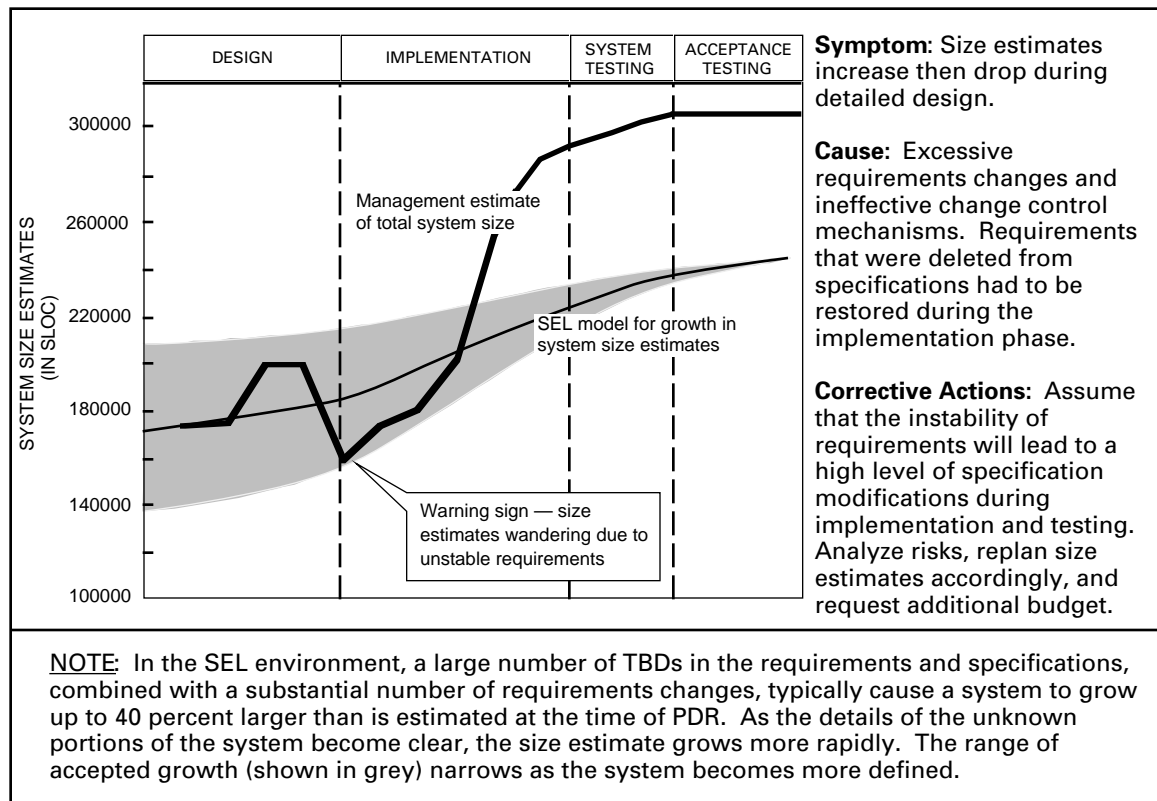 DESIGN
IMPLEMENTATION
SYSTEM
TESTING
ACCEPTANCE
TESTING
SYSTEM SIZE ESTIMATES
(IN SLOC)
300000
260000
220000
180000
140000
100000
Management estimate
of total system size
SEL model for growth in
system size estimates
Warning sign — size
estimates wandering due to
unstable requirements
Symptom: Size estimates
increase then drop during
detailed design.
Cause: Excessive
requirements changes and
ineffective change control
mechanisms. Requirements
that were deleted from
specifications had to be
restored during the
implementation phase.
Corrective Actions: Assume
that the instability of
requirements will lead to a
high level of specification
modifications during
implementation and testing.
Analyze risks, replan size
estimates accordingly, and
request additional budget.
NOTE: In the SEL environment, a large number of TBDs in the requirements and specifications,
combined with a substantial number of requirements changes, typically cause a system to grow
up to 40 percent larger than is estimated at the time of PDR. As the details of the unknown
portions of the system become clear, the size estimate grows more rapidly. The range of
accepted growth (shown in grey) narrows as the system becomes more defined.